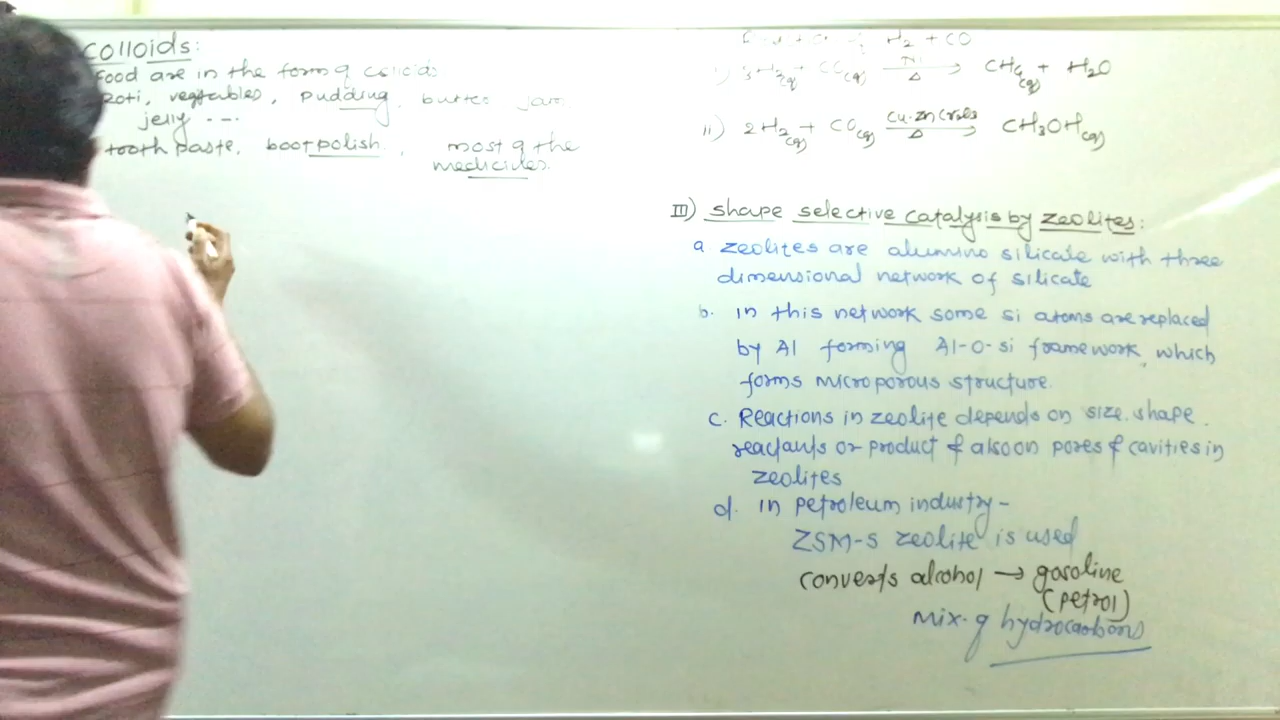 Colloids:
Food are in the form of colloids
roti, vegetables, pudding, butter jam
jelly ---
tooth paste, boot polish, most of the
medicines.
H2 + CO
i) 3H2(g) + CO(g) Ni Δ → CH4(g) + H2O
ii) 2H2(g) + CO(g) Cu-ZnO Δ → CH3OH(g)
III) shape selective catalysis by zeolites:
a zeolites are alumino silicate with three
dimensional network of silicate
b. In this network some si atoms are replaced
by Al forming Al-O-Si framework, which
forms microporous structure.
c. Reactions in zeolite depends on size. shape.
reactants or product & also on pores & cavities in
zeolites
d. In petroleum industry-
ZSM-5 zeolite is used
converts alcohol → gasoline
(petrol)
mix. of hydrocarbons